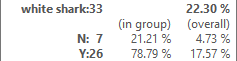 white shark:33 22.30 %
(in group) (overall)
N: 7 21.21 % 4.73 %
Y:26 78.79 % 17.57 %